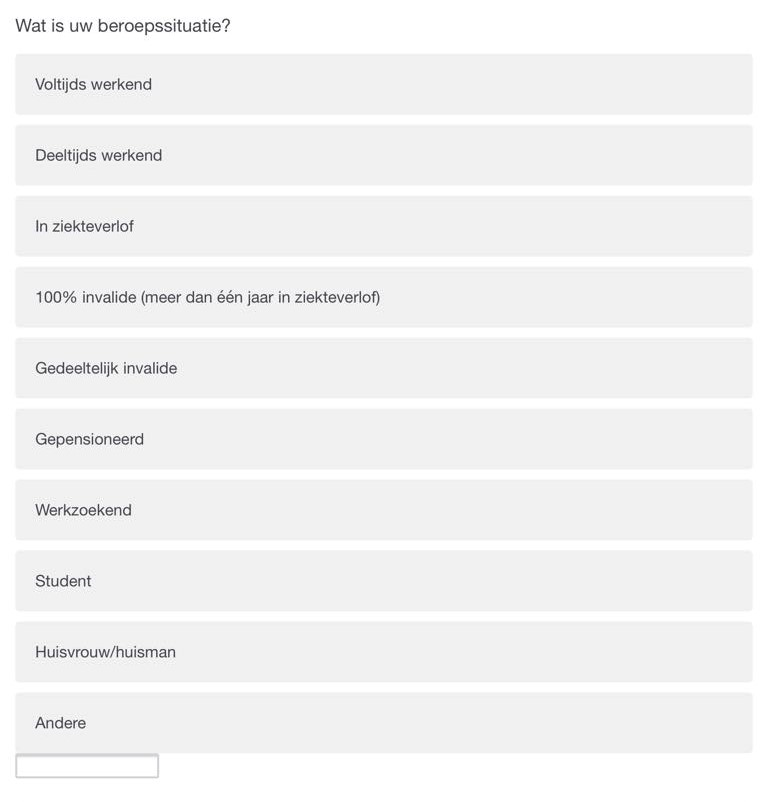 Wat is uw beroepssituatie?
Voltijds werkend
Deeltijds werkend
In ziekteverlof
100% invalide (meer dan één jaar in ziekteverlof)
Gedeeltelijk invalide
Gepensioneerd
Werkzoekend
Student
Huisvrouw/huisman
Andere